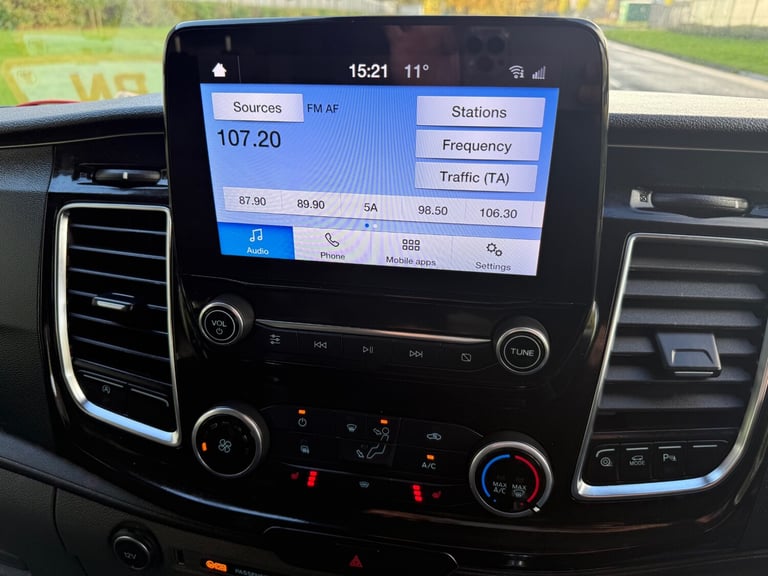 15:21 11°
Sources FM AF Stations
107.20 Frequency
Traffic (TA)
87.90 89.90 5A 98.50 106.30
Audio Phone Mobile apps Settings
VOL
TUNE
A/C
MAX A/C MAX
MODE
12V